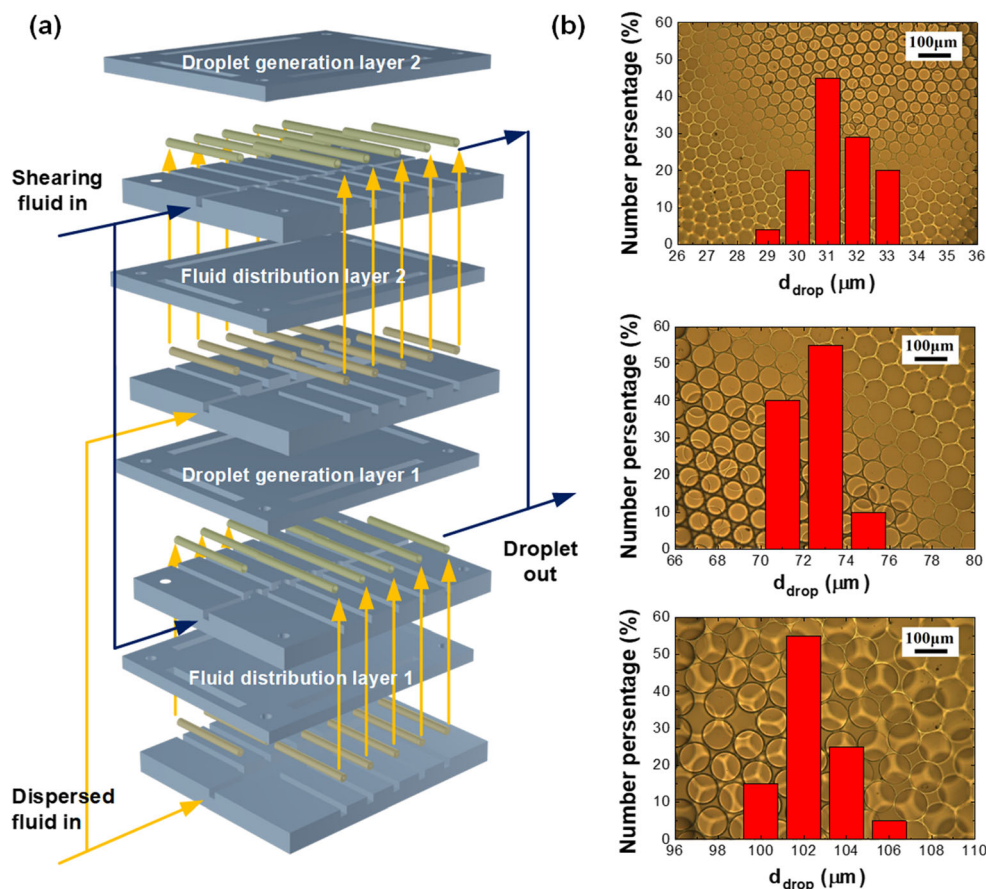 (a)
Droplet generation layer 2
Shearing
fluid in
Fluid distribution layer 2
Droplet generation layer 1
Droplet
out
Fluid distribution layer 1
Dispersed
fluid in
(b)
Number persentage (%)
60
50
40
30
20
10
0
100μm
26 27 28 29 30 31 32 33 34 35 36
d_drop (μm)
Number persentage (%)
60
50
40
30
20
10
0
100μm
66 68 70 72 74 76 78 80
d_drop (μm)
Number persentage (%)
60
50
40
30
20
10
0
100μm
96 98 100 102 104 106 108 110
d_drop (μm)